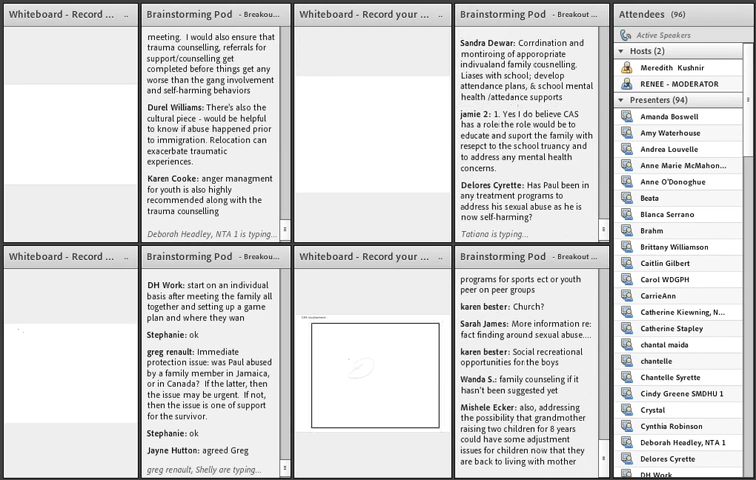 Whiteboard - Record ... ..
meeting. I would also ensure that
trauma counselling, referrals for
support/counselling get
completed before things get any
worse than the gang involvement
and self-harming behaviors
Durel Williams: There's also the
cultural piece - would be helpful
to know if abuse happened prior
to immigration. Relocation can
exacerbate traumatic
experiences.
Karen Cooke: anger managment
for youth is also highly
recommended along with the
trauma counselling
Deborah Headley, NTA 1 is typing...
Brainstorming Pod - Breakou...
Whiteboard - Record your ... ..
Brainstorming Pod - Breakout ...
Sandra Dewar: Corrdination and
montiroing of apporopriate
indivualand family cousnelling.
Liases with school; develop
attendance plans, & school mental
health /attedance supports
jamie 2: 1. Yes I do believe CAS
has a role the role would be to
educate and suport the family with
resepct to the school truancy and
to address any mental health
concerns.
Delores Cyrette: Has Paul been in
any treatment programs to
address his sexual abuse as he is
now self-harming?
Tatiana is typing...
Whiteboard - Record ... ..
Brainstorming Pod - Breakou...
DH Work: start on an individual
basis after meeting the family all
together and setting up a game
plan and where they wan
Stephanie: ok
greg renault: Immediate
protection issue: was Paul abused
by a family member in Jamaica,
or in Canada? If the latter, then
the issue may be urgent. If not,
then the issue is one of support
for the survivor.
Stephanie: ok
Jayne Hutton: agreed Greg
greg renault, Shelly are typing...
Whiteboard - Record your ... ..
Brainstorming Pod - Breakout ...
programs for sports ect or youth
peer on peer groups
karen bester: Church?
Sarah James: More information re:
fact finding around sexual abuse....
karen bester: Social recreational
opportunities for the boys
Wanda S.: family counseling if it
hasn't been suggested yet
Mishele Ecker: also, addressing
the possibility that grandmother
raising two children for 8 years
could have some adjustment
issues for children now that they
are back to living with mother
Attendees (96)
Active Speakers
Hosts (2)
Meredith Kushnir
RENEE - MODERATOR
Presenters (94)
Amanda Boswell
Amy Waterhouse
Andrea Louvelle
Anne Marie McMahon...
Anne O'Donoghue
Beata
Blanca Serrano
Brahm
Brittany Williamson
Caitlin Gilbert
Carol WDGPH
CarrieAnn
Catherine Kiewning, N...
Catherine Stapley
chantal maida
chantelle
Chantelle Syrette
Cindy Greene SMDHU 1
Crystal
Cynthia Robinson
Deborah Headley, NTA 1
Delores Cyrette
DH Work